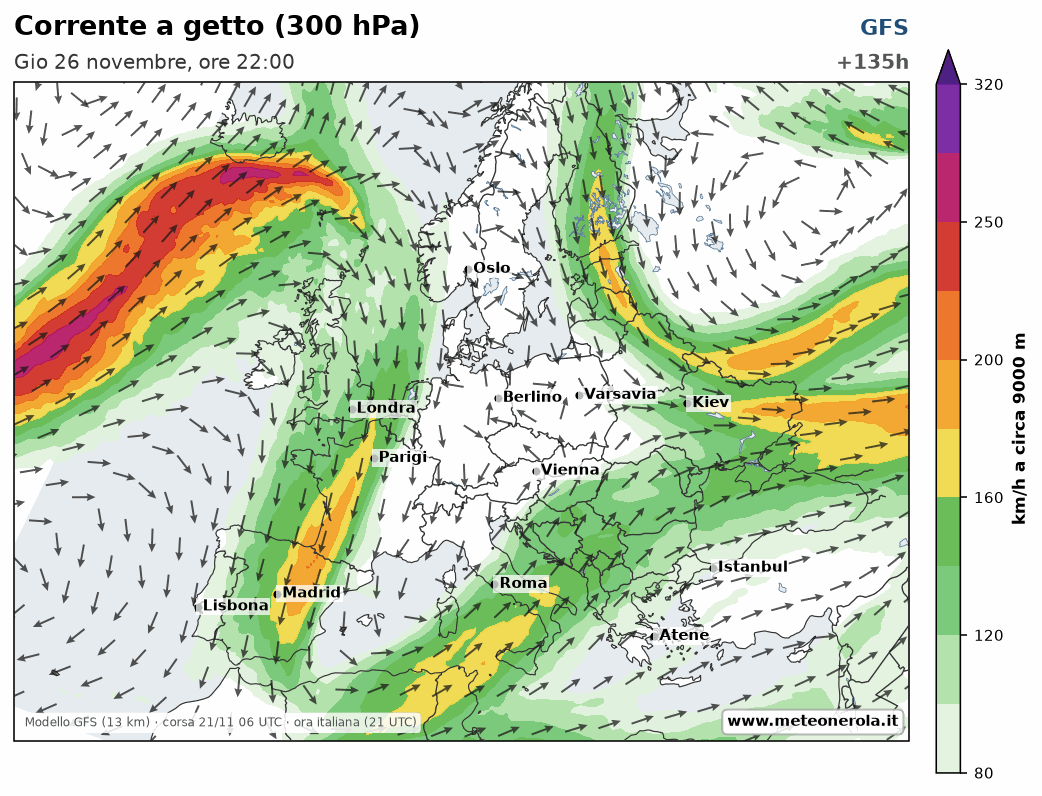 Corrente a getto (300 hPa)
GFS
Gio 26 novembre, ore 22:00
+135h
320
250
200
160
120
80
km/h a circa 9000 m
Oslo
Londra
Berlino
Varsavia
Kiev
Parigi
Vienna
Madrid
Lisbona
Roma
Istanbul
Atene
Modello GFS (13 km) · corsa 21/11 06 UTC · ora italiana (21 UTC)
www.meteonerola.it